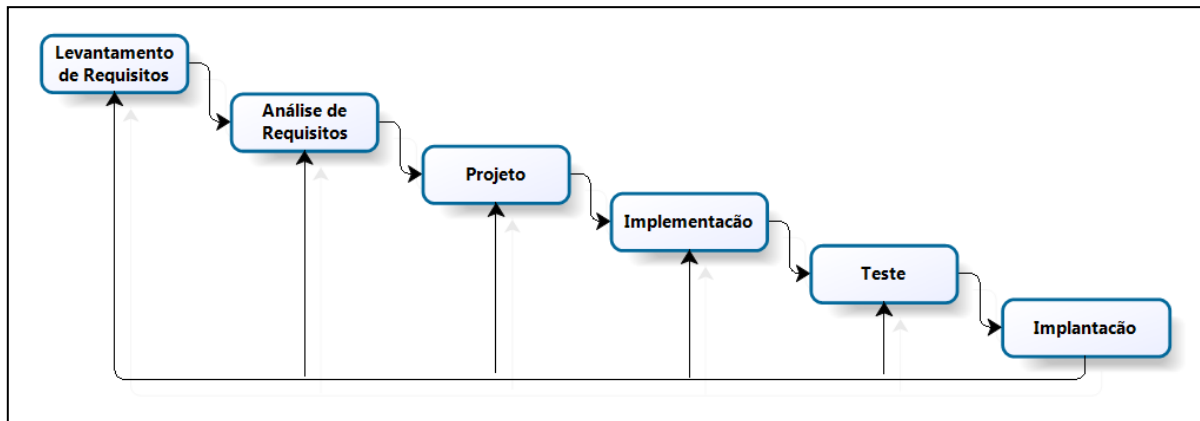 Levantamento
de Requisitos
Análise de
Requisitos
Projeto
Implementacão
Teste
Implantacão